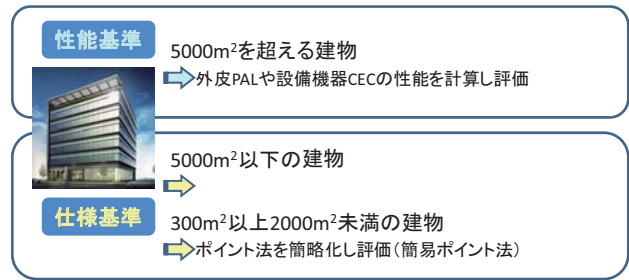 性能基準
5000m²を超える建物
外皮PALや設備機器CECの性能を計算し評価
5000m²以下の建物
仕様基準
300m²以上2000m²未満の建物
ポイント法を簡略化し評価(簡易ポイント法)